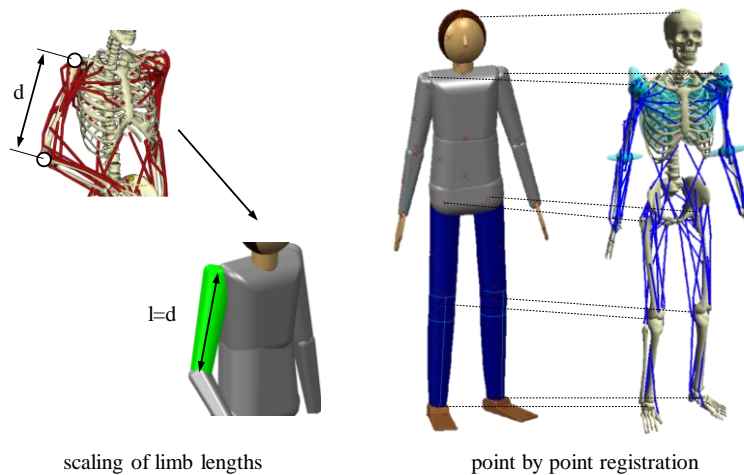 d
l=d
scaling of limb lengths
point by point registration